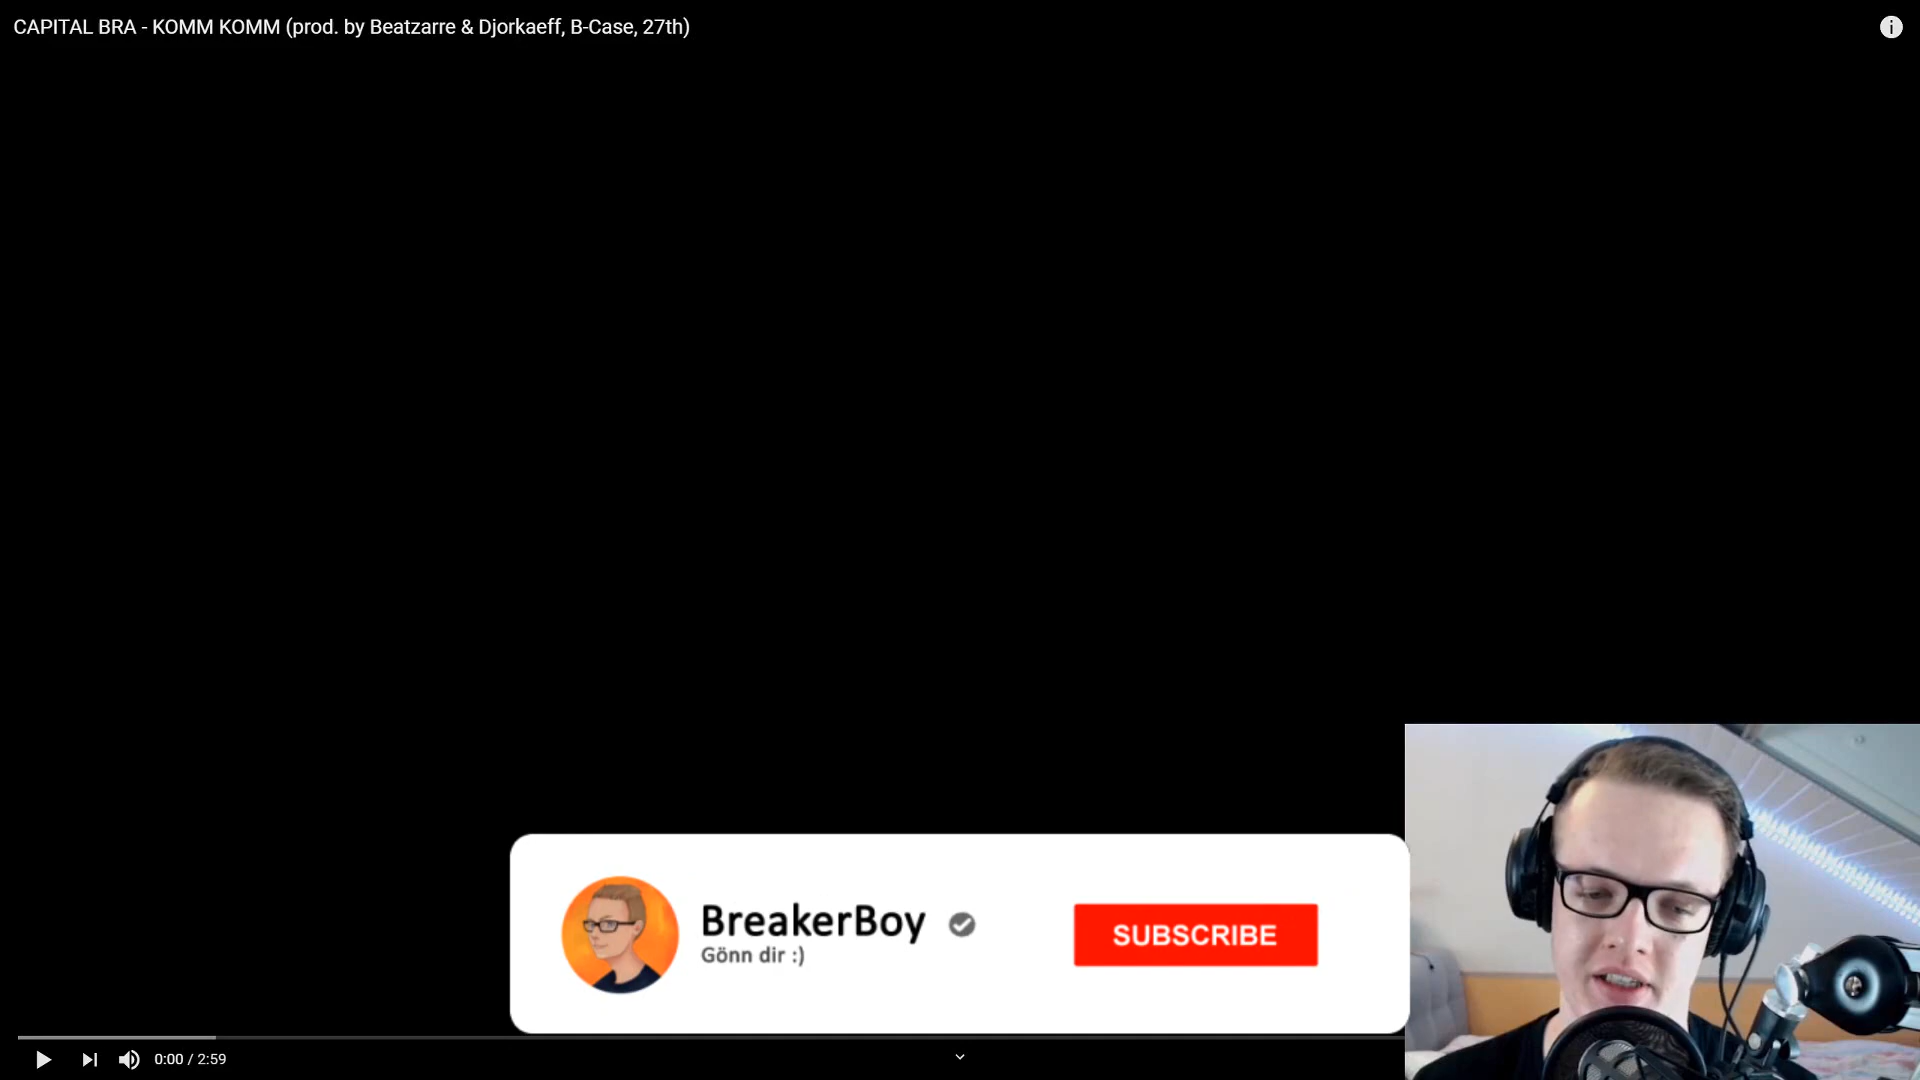 CAPITAL BRA - KOMM KOMM (prod. by Beatzarre & Djorkaeff, B-Case, 27th)
BreakerBoy
Gönn dir :)
SUBSCRIBE
0:00 / 2:59